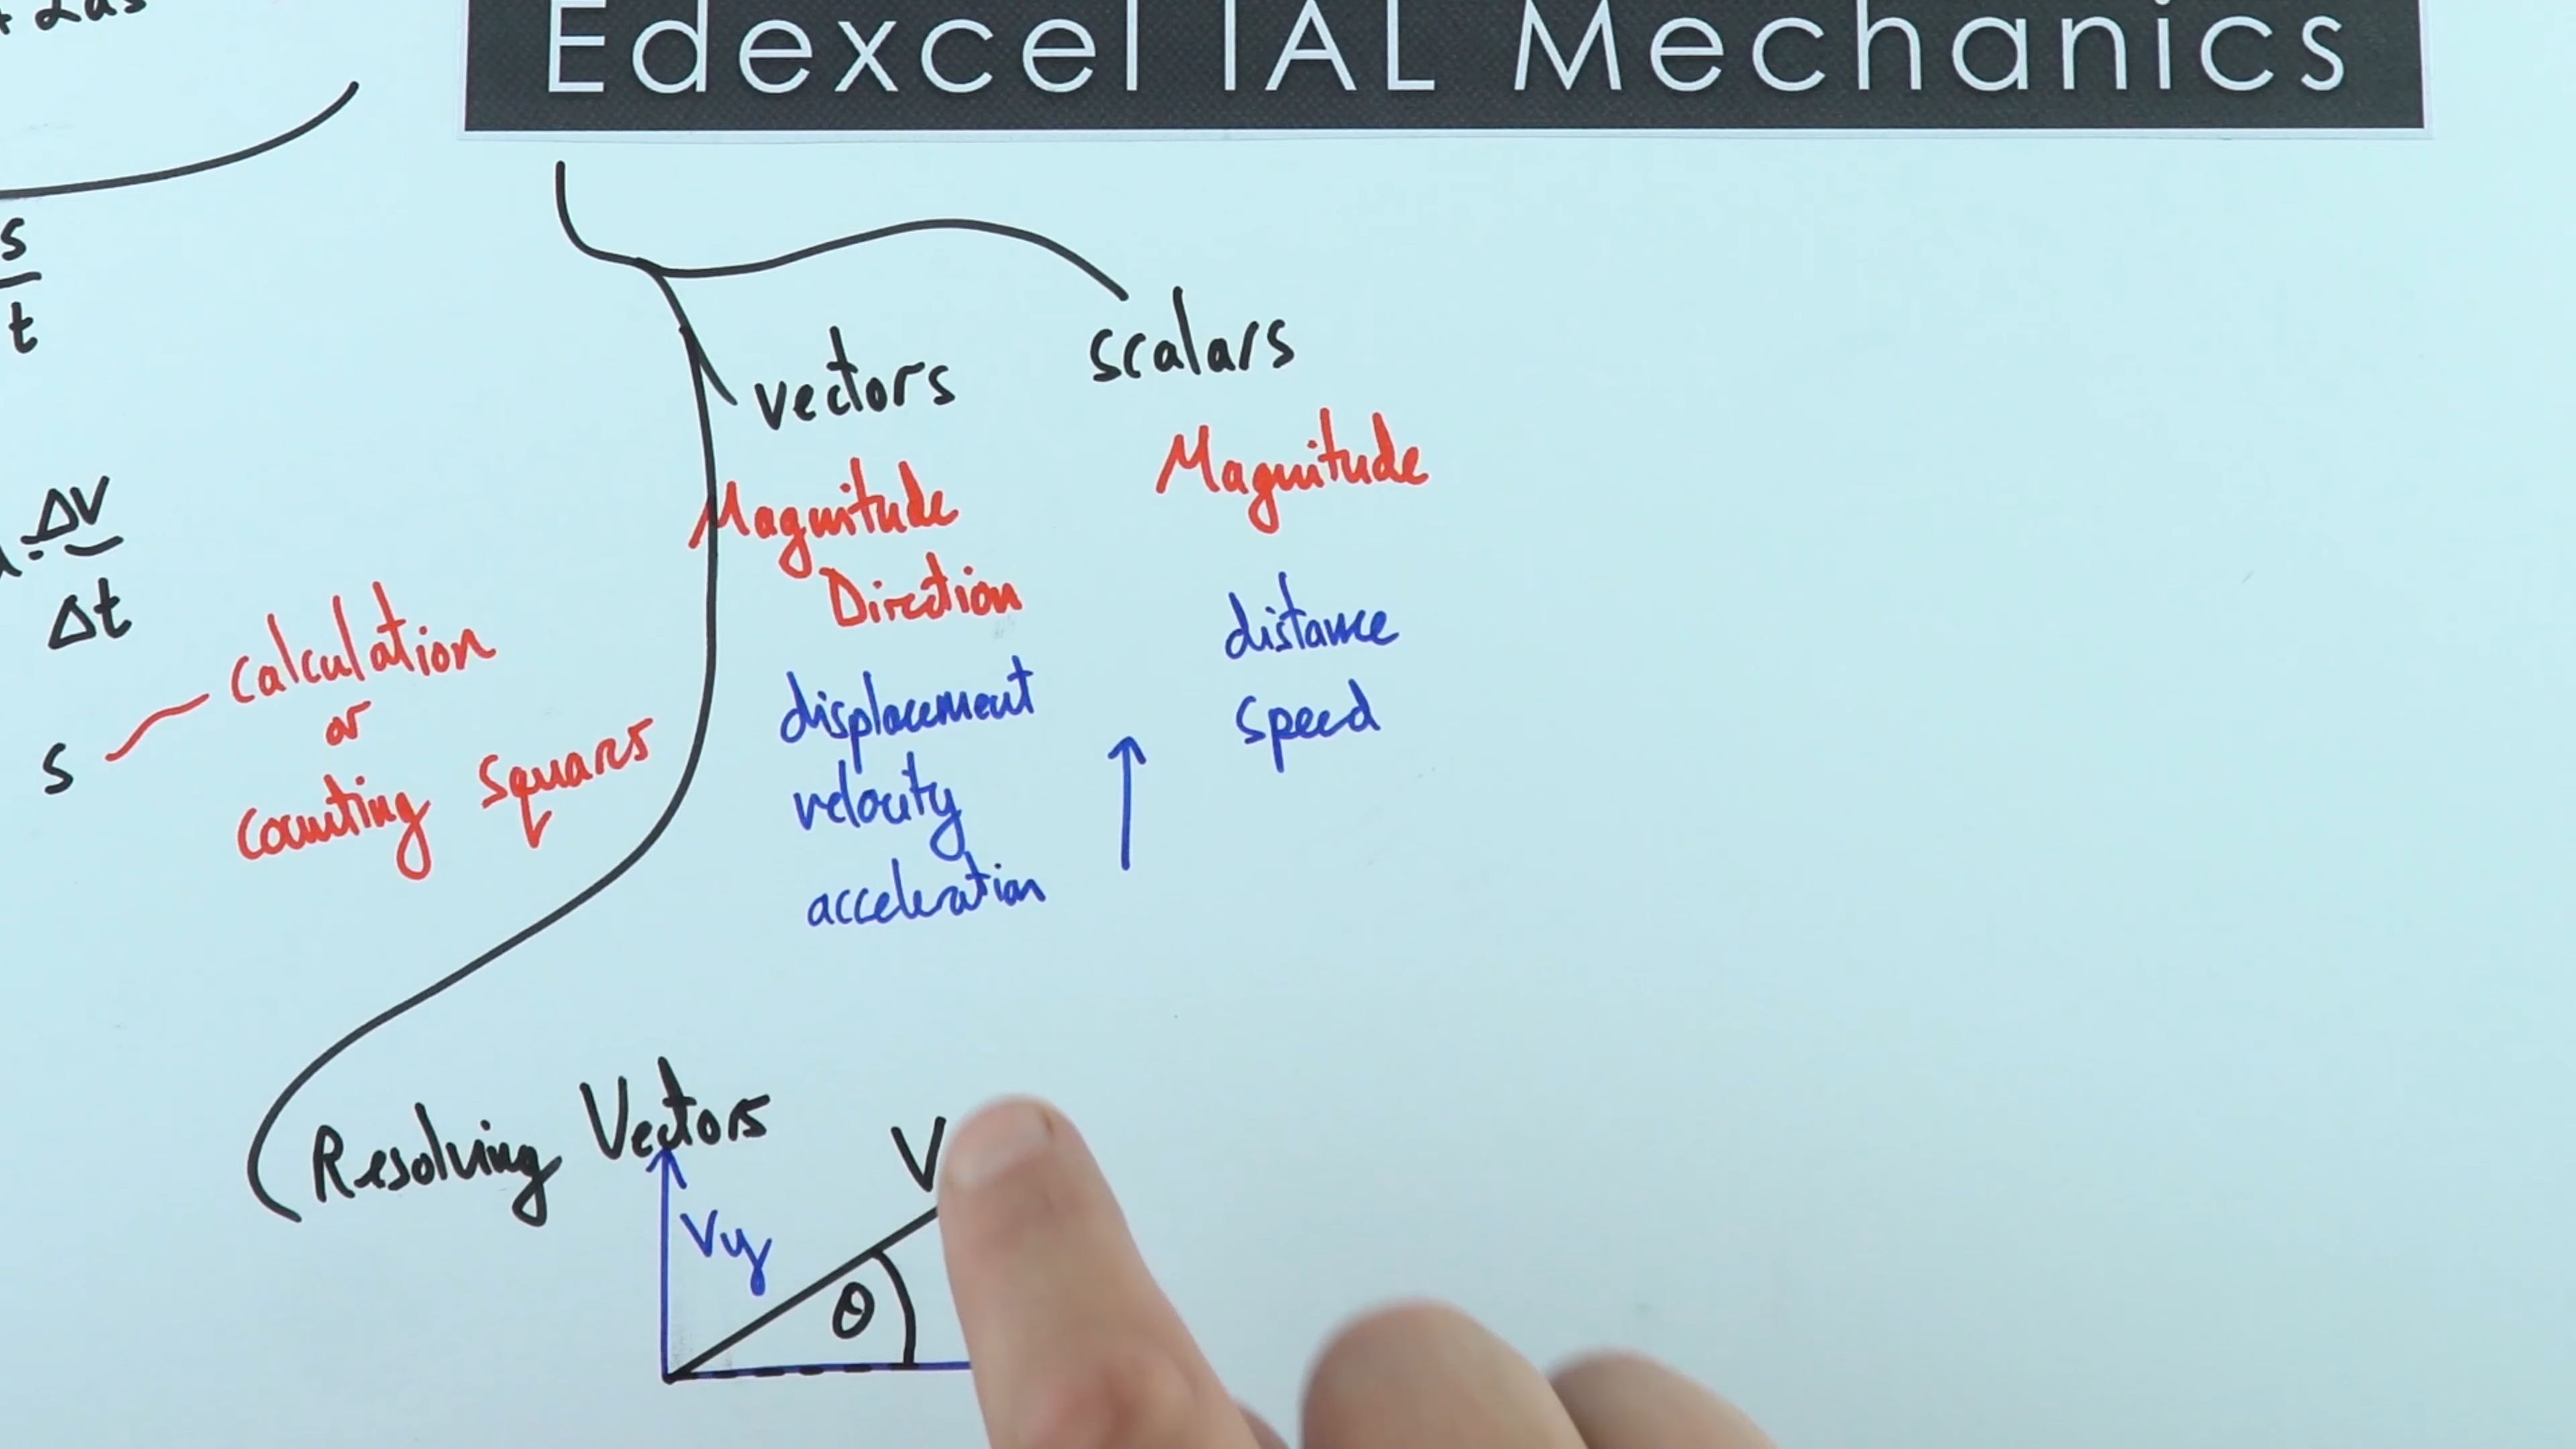 Edexcel IAL Mechanics
s
t
ΔV
Δt
s
calculation
or
counting squares
vectors
Magnitude
Direction
displacement
velocity
acceleration
scalars
Magnitude
distance
speed
Resolving Vectors
V
Vy
θ